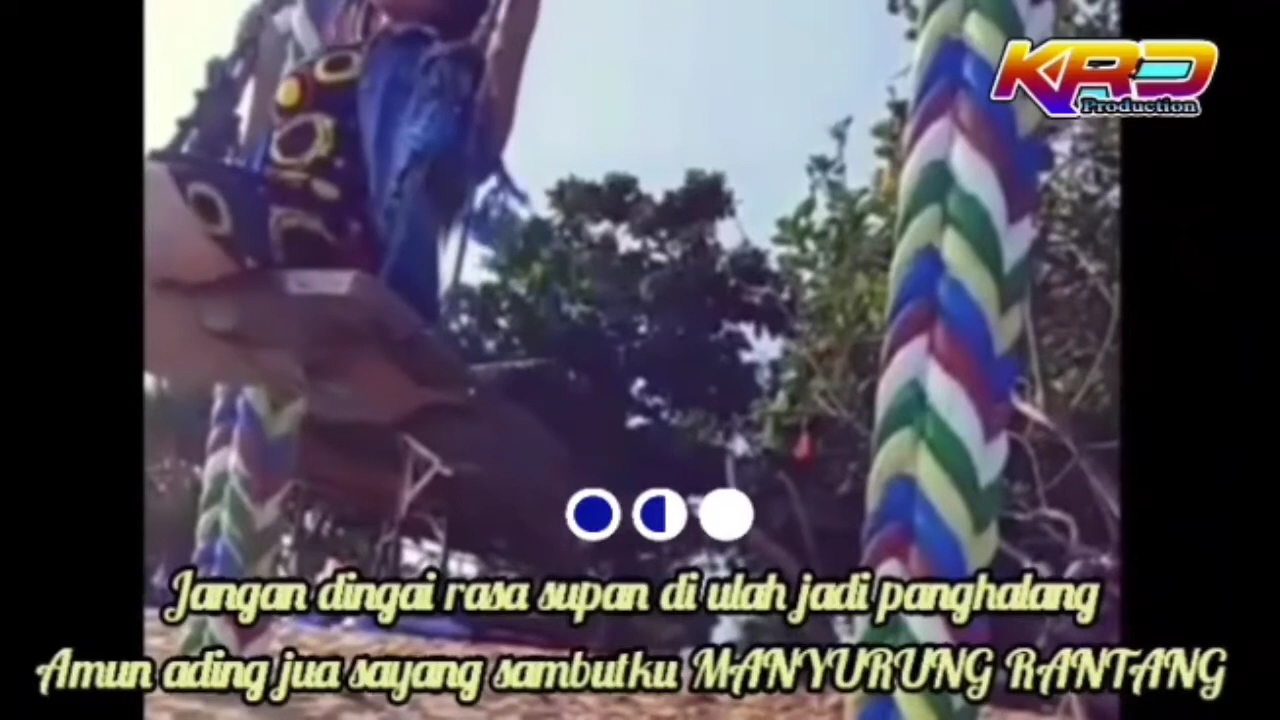 KRD
Production
Jangan dingai rasa supan di ulah jadi panghalang
Amun ading jua sayang sambutku MANYURUNG RANTANG